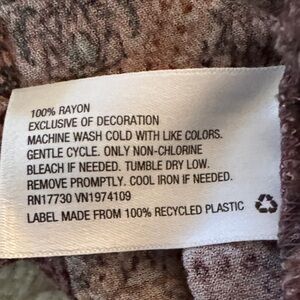 100% RAYON
EXCLUSIVE OF DECORATION
MACHINE WASH COLD WITH LIKE COLORS.
GENTLE CYCLE. ONLY NON-CHLORINE
BLEACH IF NEEDED. TUMBLE DRY LOW.
REMOVE PROMPTLY. COOL IRON IF NEEDED.
RN17730 VN1974109
LABEL MADE FROM 100% RECYCLED PLASTIC